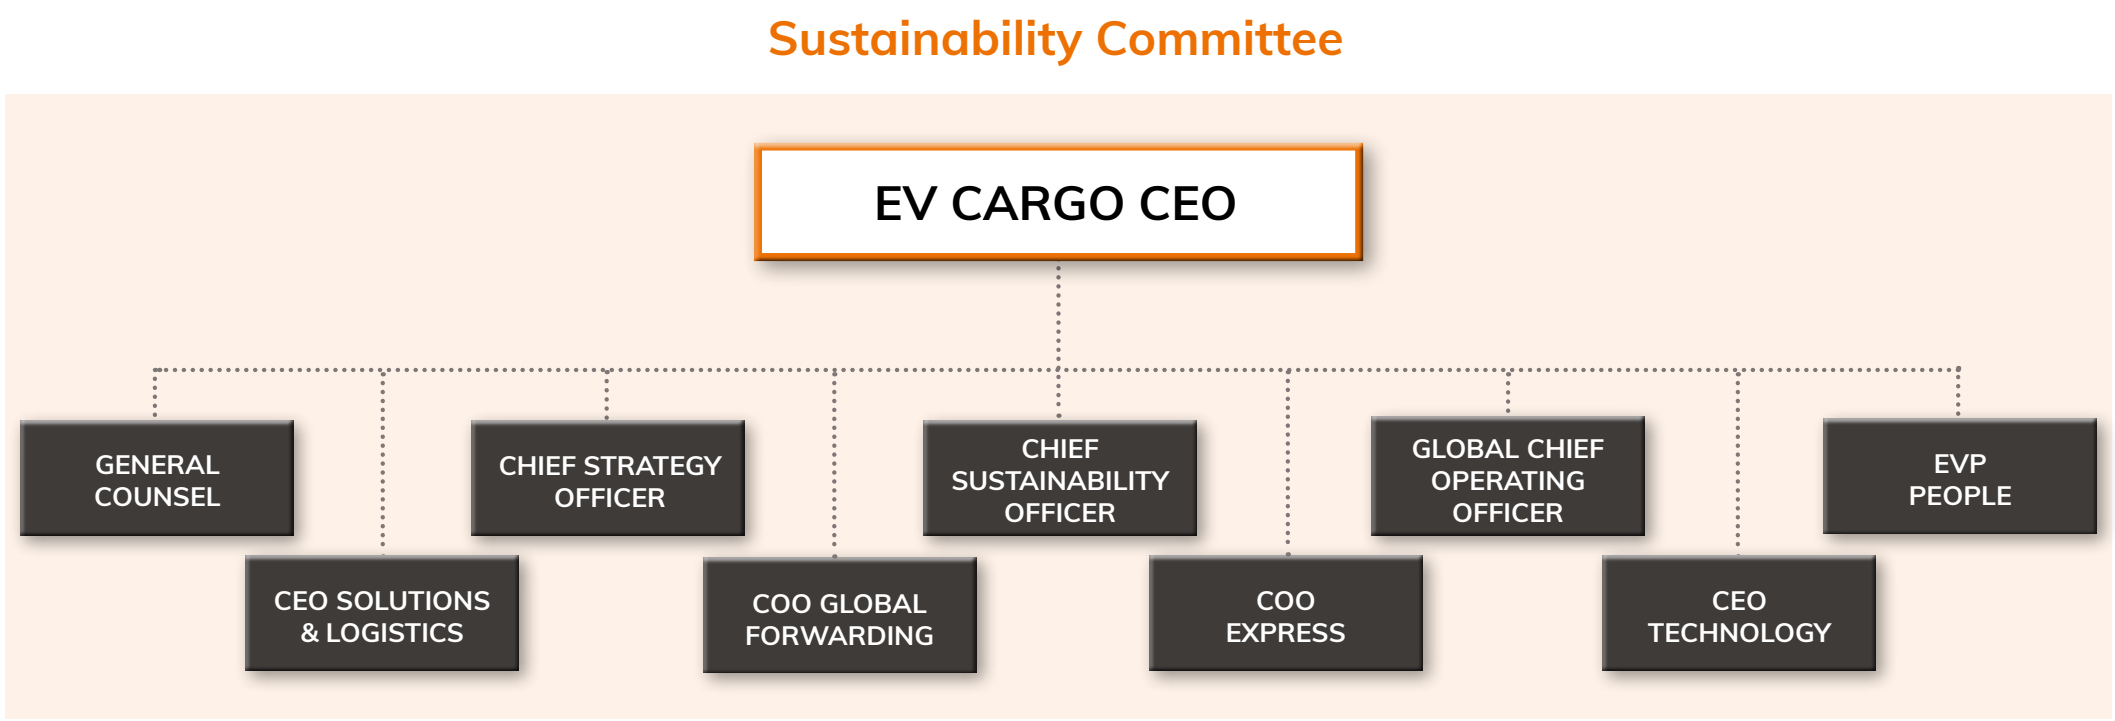 Sustainability Committee
EV CARGO CEO
GENERAL
COUNSEL
CHIEF STRATEGY
OFFICER
CHIEF
SUSTAINABILITY
OFFICER
GLOBAL CHIEF
OPERATING
OFFICER
EVP
PEOPLE
CEO SOLUTIONS
& LOGISTICS
COO GLOBAL
FORWARDING
COO
EXPRESS
CEO
TECHNOLOGY